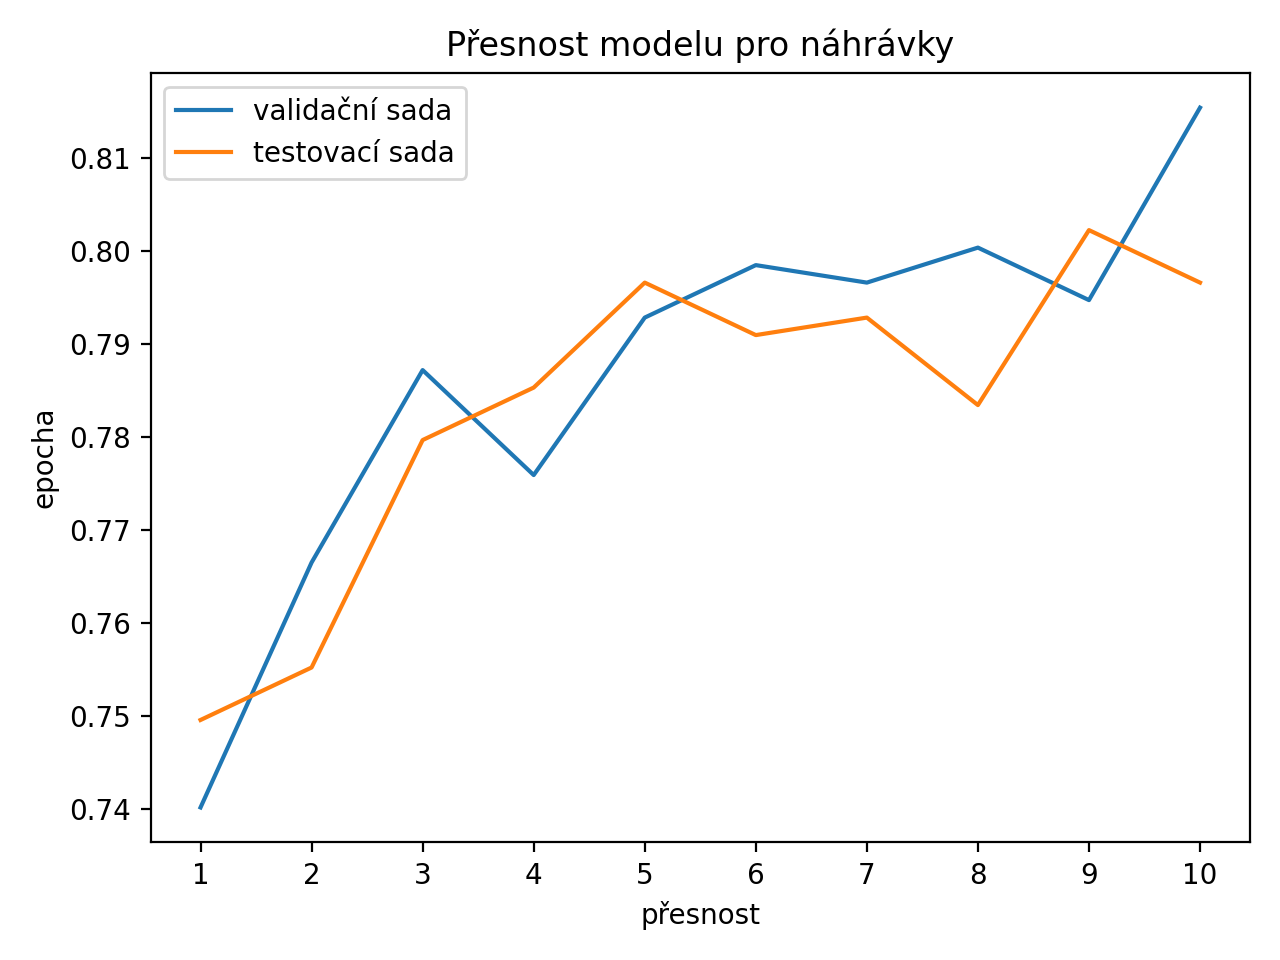 Přesnost modelu pro náhrávky
validační sada
testovací sada
0.81
0.80
0.79
0.78
0.77
0.76
0.75
0.74
epocha
1 2 3 4 5 6 7 8 9 10
přesnost